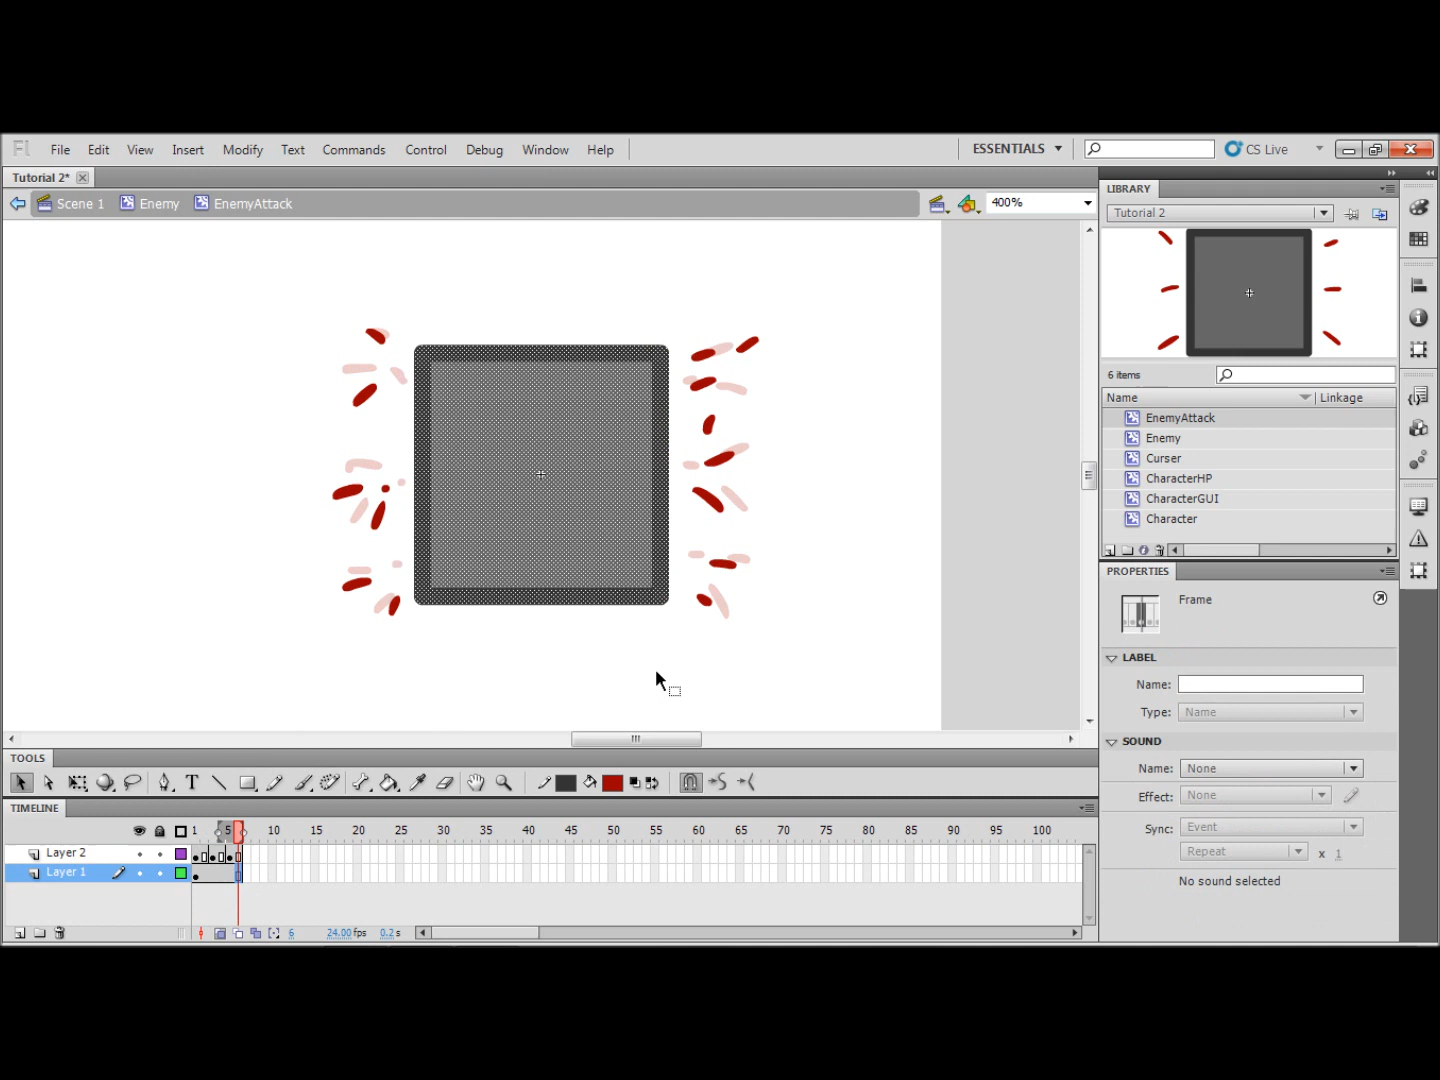 Fl File Edit View Insert Modify Text Commands Control Debug Window Help ESSENTIALS CS Live
Tutorial 2*
Scene 1 Enemy EnemyAttack 400%
LIBRARY
Tutorial 2
6 items
Name Linkage
EnemyAttack
Enemy
Curser
CharacterHP
CharacterGUI
Character
PROPERTIES
Frame
LABEL
Name:
Type: Name
SOUND
Name: None
Effect: None
Sync: Event
Repeat x 1
No sound selected
TOOLS
T
TIMELINE
1 5 10 15 20 25 30 35 40 45 50 55 60 65 70 75 80 85 90 95 100
Layer 2
Layer 1
6 24.00 fps 0.2 s